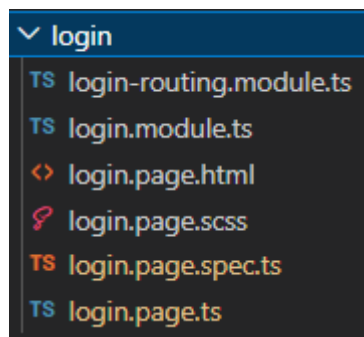 login
TS login-routing.module.ts
TS login.module.ts
<> login.page.html
login.page.scss
TS login.page.spec.ts
TS login.page.ts